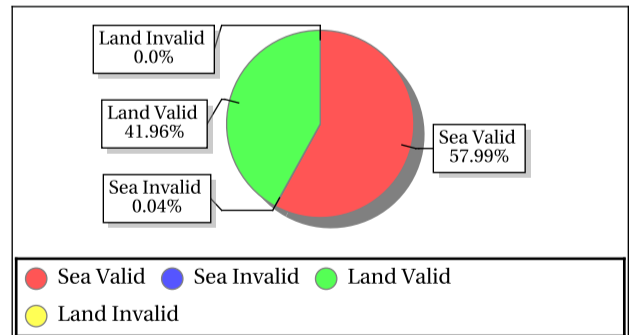 Land Invalid
0.0%
Land Valid
41.96%
Sea Valid
57.99%
Sea Invalid
0.04%
Sea Valid Sea Invalid Land Valid
Land Invalid